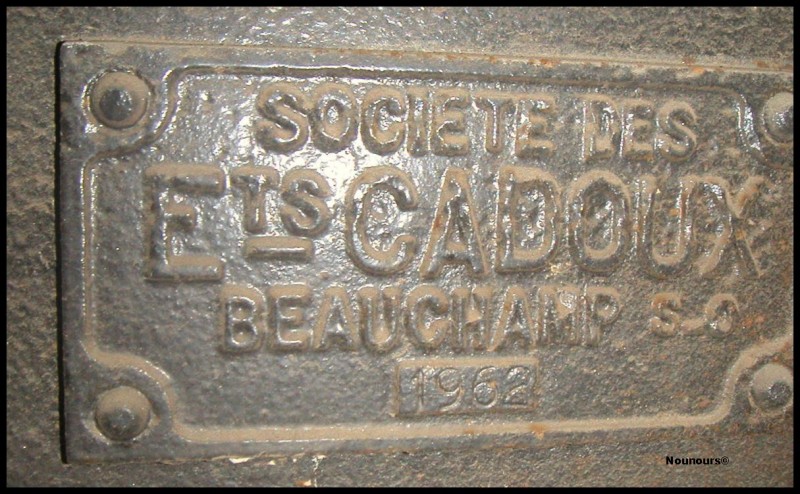 SOCIETE DES
ETS CADOUX
BEAUCHAMP S-O
1962
Nounours©